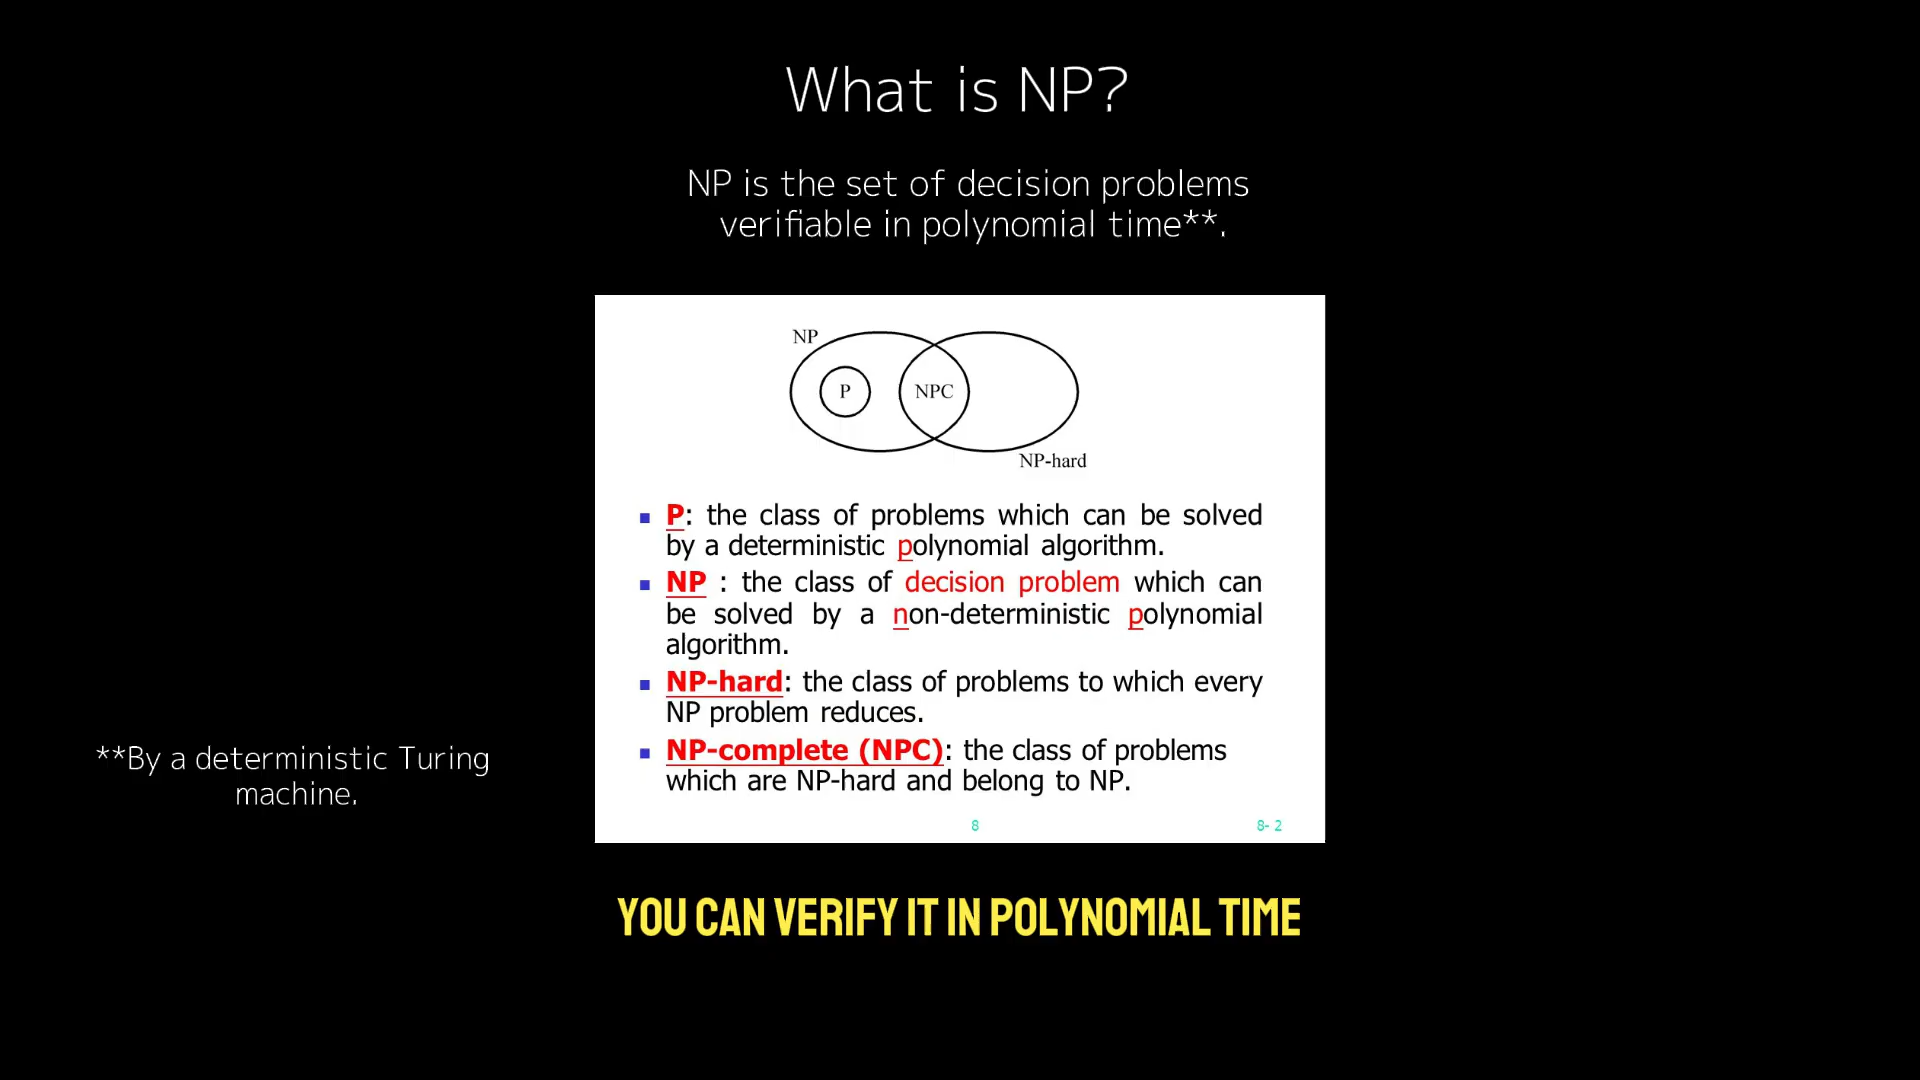 What is NP?
NP is the set of decision problems
verifiable in polynomial time**.
NP
P
NPC
NP-hard
P: the class of problems which can be solved
by a deterministic polynomial algorithm.
NP : the class of decision problem which can
be solved by a non-deterministic polynomial
algorithm.
NP-hard: the class of problems to which every
NP problem reduces.
NP-complete (NPC): the class of problems
which are NP-hard and belong to NP.
8
8- 2
**By a deterministic Turing
machine.
YOU CAN VERIFY IT IN POLYNOMIAL TIME